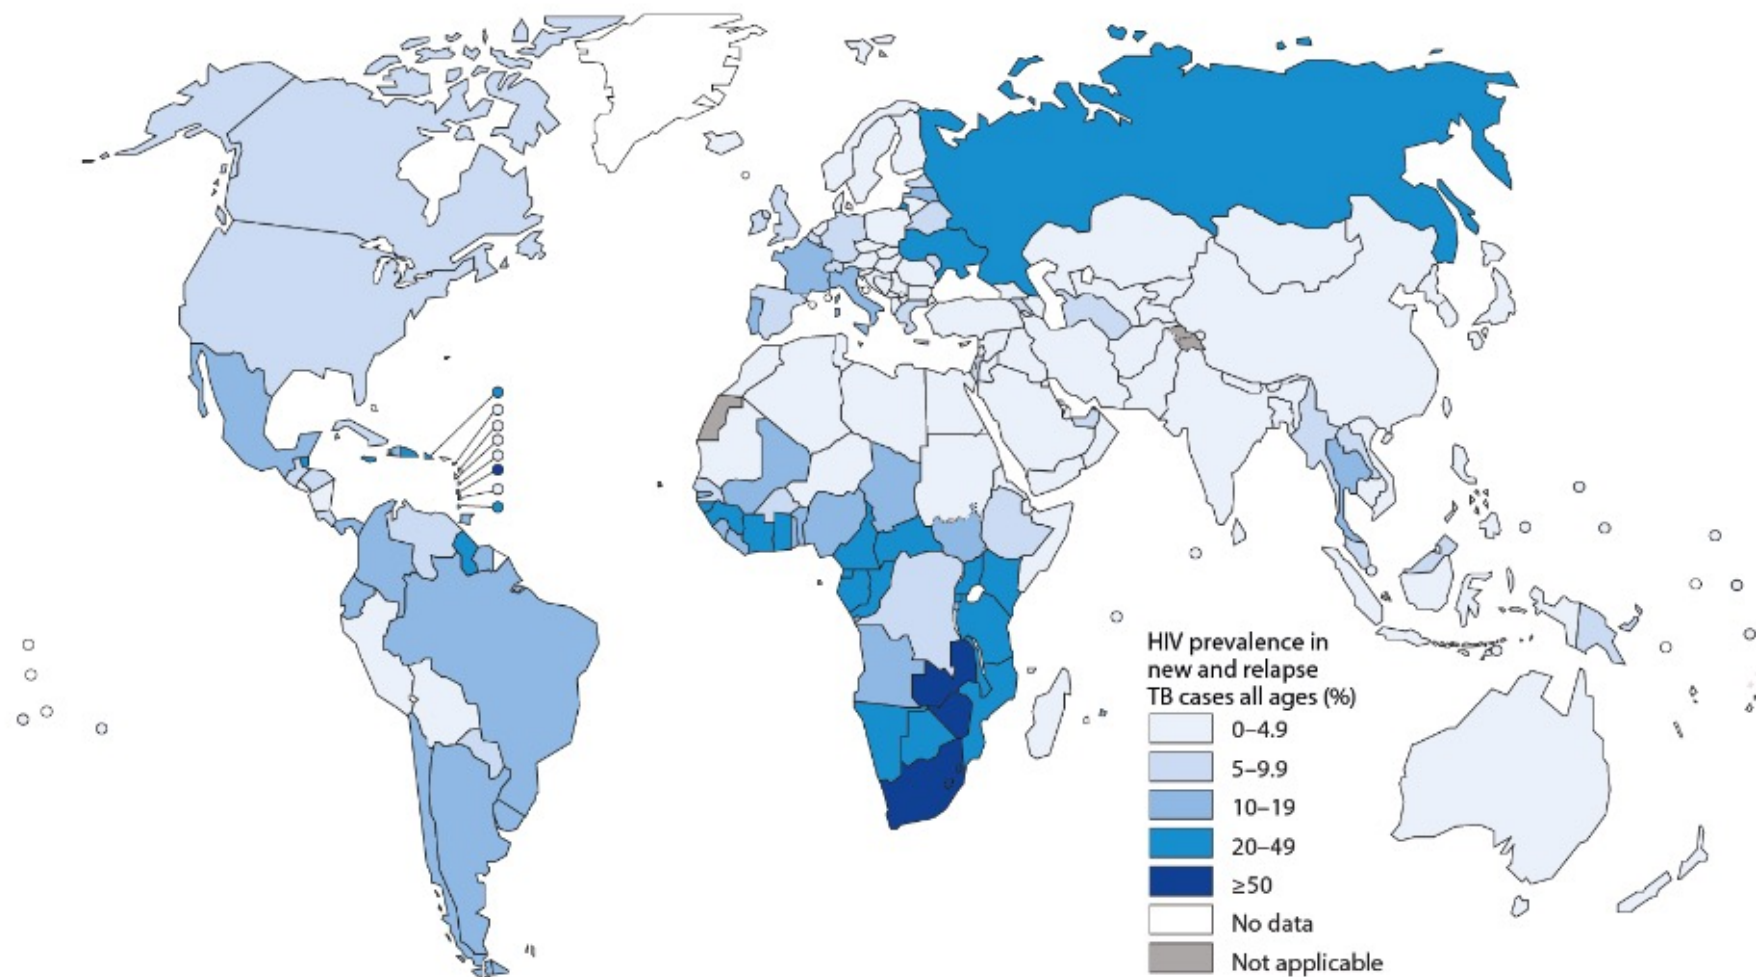 HIV prevalence in
new and relapse
TB cases all ages (%)
0–4.9
5–9.9
10–19
20–49
≥50
No data
Not applicable